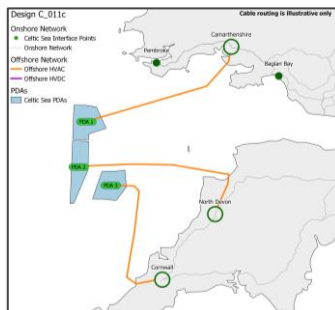 Design C_011c
Cable routing is illustrative only
Onshore Network
Celtic Sea Interface Points
Onshore Network
Offshore Network
Offshore HVAC
Offshore HVDC
PDAs
Celtic Sea PDAs
Carmarthenshire
Pembroke
Baglan Bay
PDA 1
PDA 2
PDA 3
North Devon
Cornwall